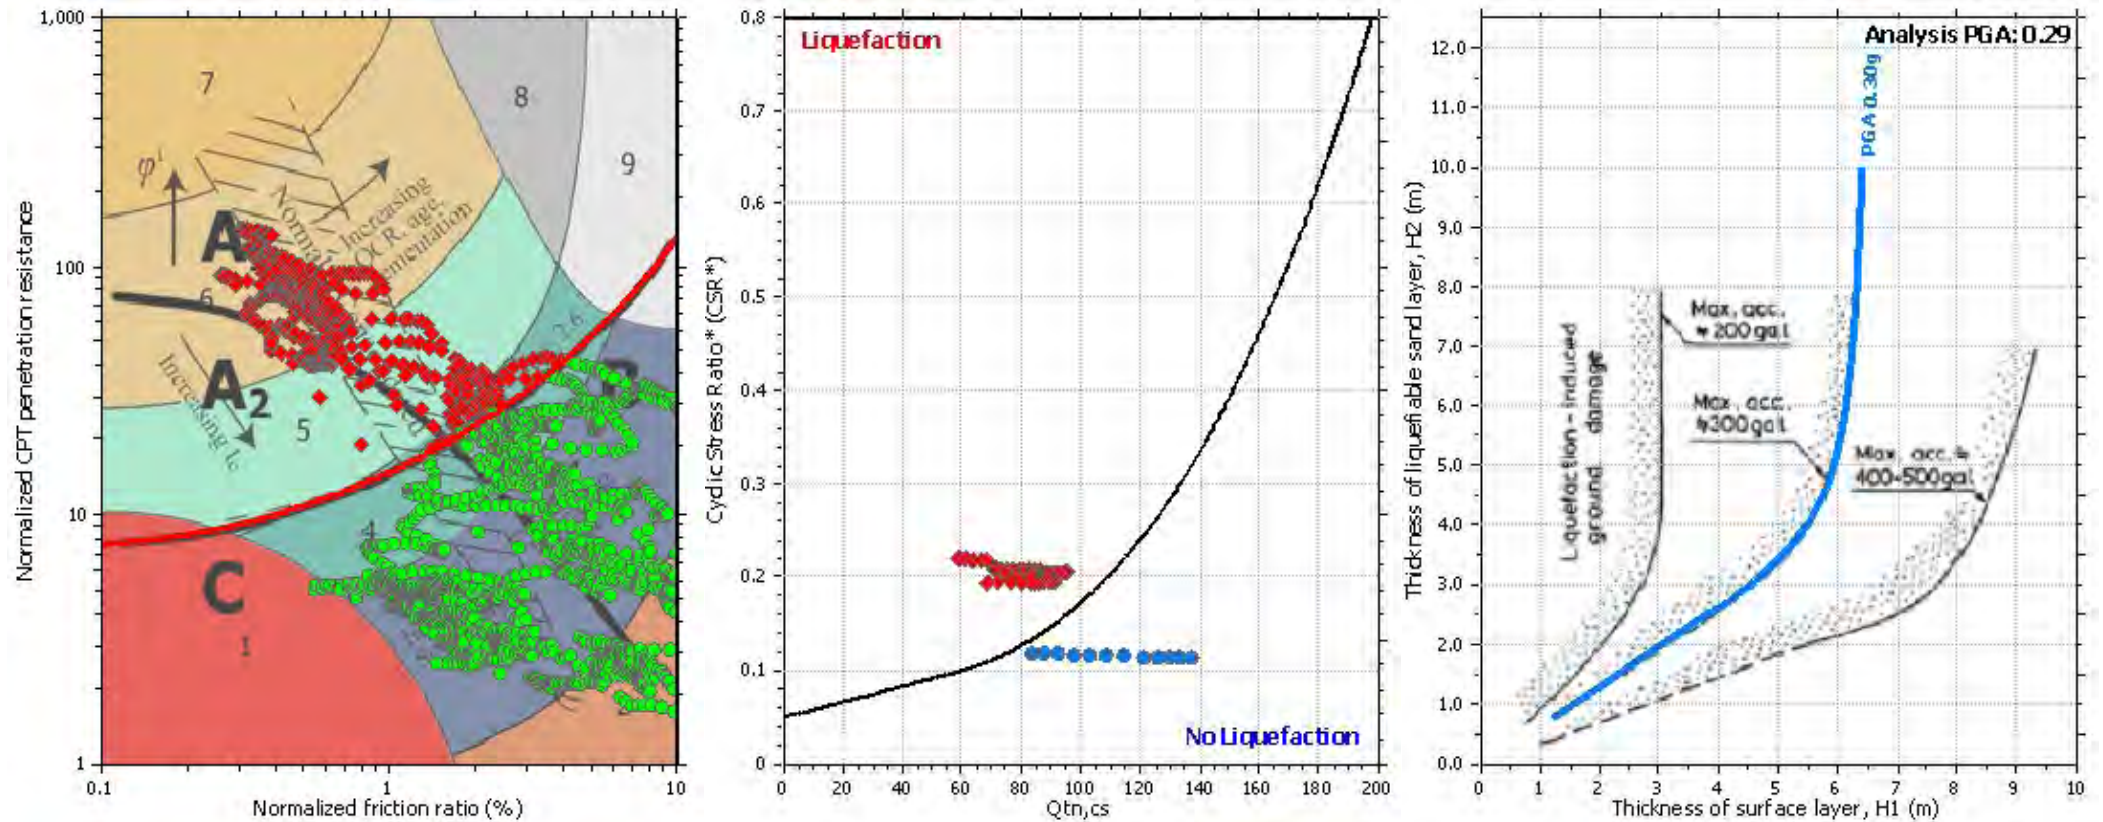 Normalized CPT penetration resistance
1,000
100
10
1
7
8
9
φ'
A
Increasing
OCR, age,
cementation
Normal
6
A₂
Increasing Ic
5
2.6
B
4
C
1
0.1
1
10
Normalized friction ratio (%)
Cyclic Stress Ratio* (CSR*)
0.8
0.7
0.6
0.5
0.4
0.3
0.2
0.1
0
Liquefaction
No Liquefaction
0 20 40 60 80 100 120 140 160 180 200
Qtn,cs
Thickness of liquefiable sand layer, H2 (m)
12.0
11.0
10.0
9.0
8.0
7.0
6.0
5.0
4.0
3.0
2.0
1.0
0.0
Analysis PGA: 0.29
PGA 0.30g
Liquefaction - induced
ground damage
Max. acc.
≒ 200 gal
Max. acc.
≒ 300 gal
Max. acc. ≒
400-500 gal
0 1 2 3 4 5 6 7 8 9 10
Thickness of surface layer, H1 (m)